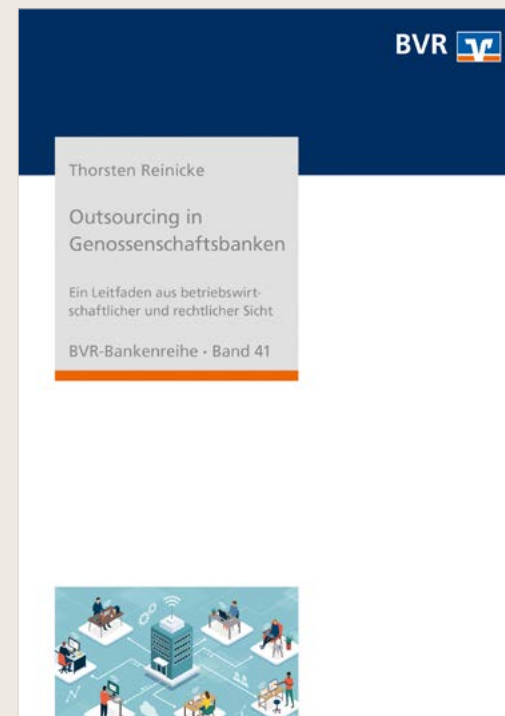 BVR
Thorsten Reinicke
Outsourcing in
Genossenschaftsbanken
Ein Leitfaden aus betriebswirt-
schaftlicher und rechtlicher Sicht
BVR-Bankenreihe · Band 41